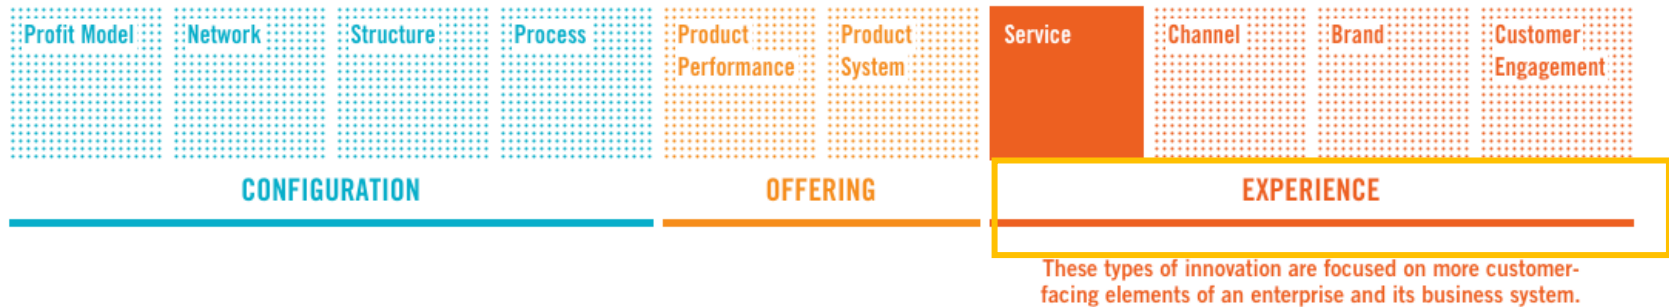 Profit Model
Network
Structure
Process
Product
Performance
Product
System
Service
Channel
Brand
Customer
Engagement
CONFIGURATION
OFFERING
EXPERIENCE
These types of innovation are focused on more customer-
facing elements of an enterprise and its business system.